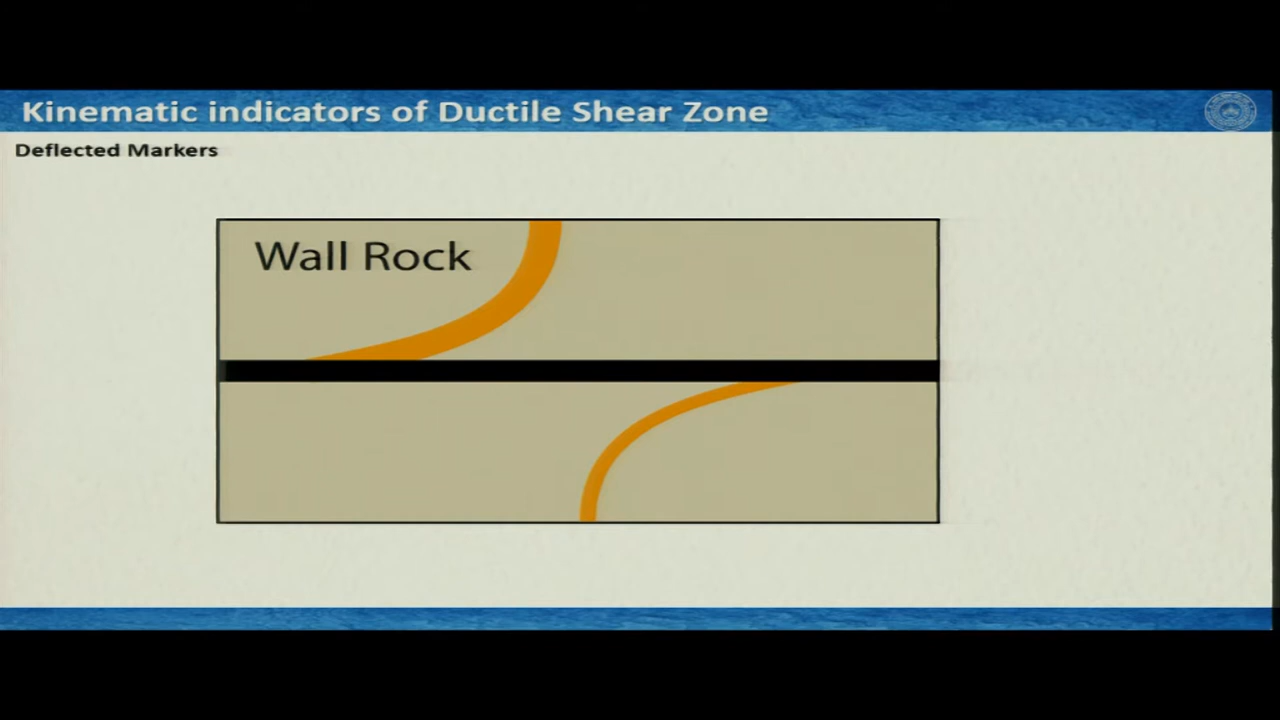 Kinematic indicators of Ductile Shear Zone
Deflected Markers
Wall Rock